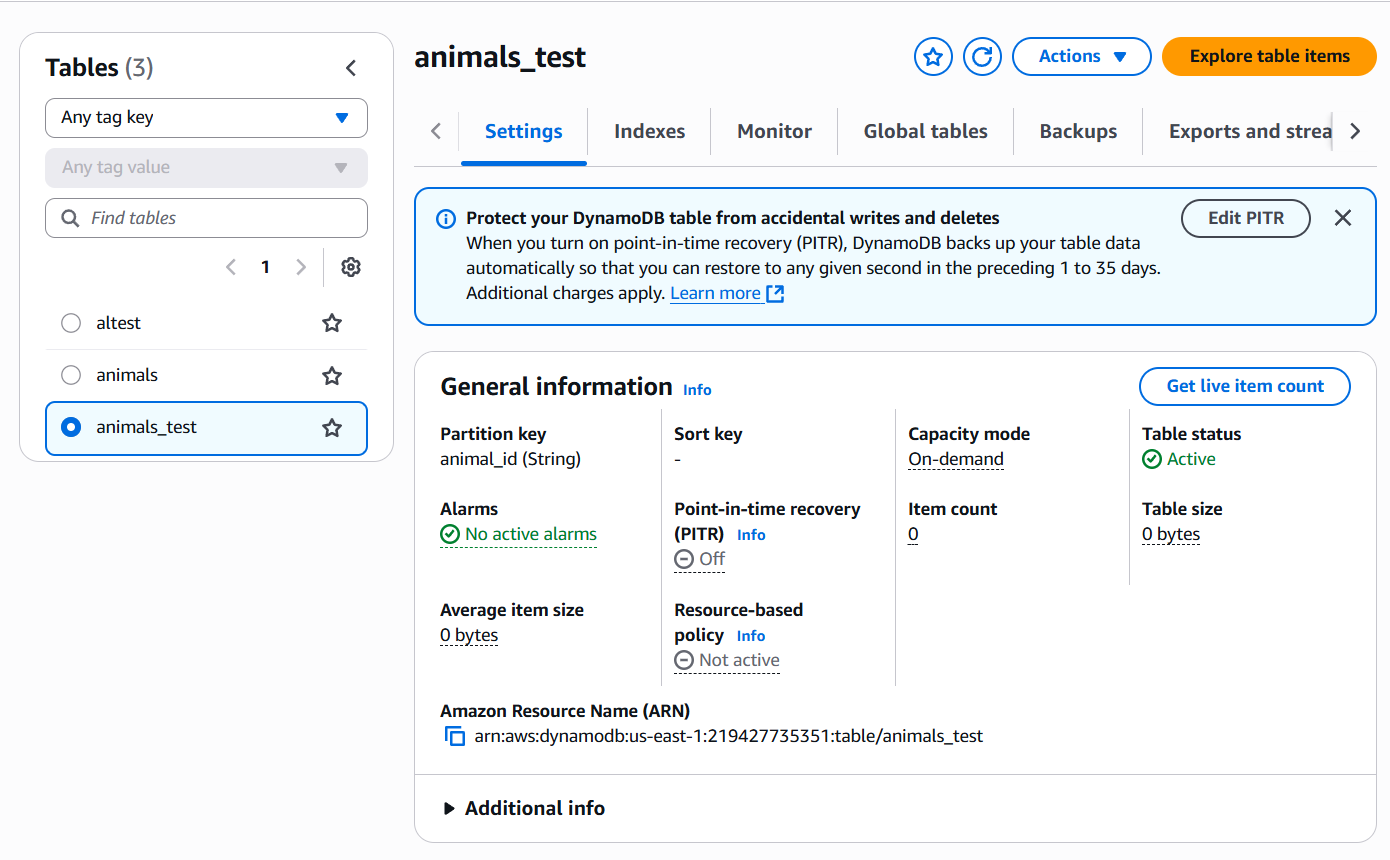 Tables (3)
Any tag key
Any tag value
Find tables
1
altest
animals
animals_test
animals_test
Actions
Explore table items
Settings
Indexes
Monitor
Global tables
Backups
Exports and strea
Protect your DynamoDB table from accidental writes and deletes
When you turn on point-in-time recovery (PITR), DynamoDB backs up your table data
automatically so that you can restore to any given second in the preceding 1 to 35 days.
Additional charges apply. Learn more
Edit PITR
General information Info
Get live item count
Partition key
animal_id (String)
Sort key
-
Capacity mode
On-demand
Table status
Active
Alarms
No active alarms
Point-in-time recovery
(PITR) Info
Off
Item count
0
Table size
0 bytes
Average item size
0 bytes
Resource-based
policy Info
Not active
Amazon Resource Name (ARN)
arn:aws:dynamodb:us-east-1:219427735351:table/animals_test
Additional info